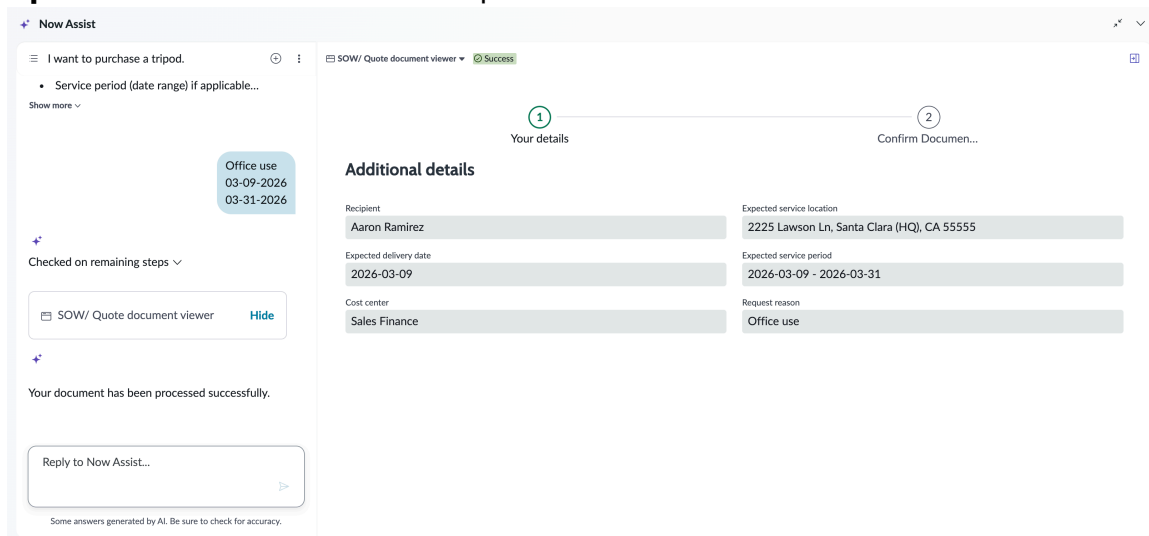 Now Assist
I want to purchase a tripod.
• Service period (date range) if applicable...
Show more
Office use
03-09-2026
03-31-2026
Checked on remaining steps
SOW/ Quote document viewer Hide
Your document has been processed successfully.
Reply to Now Assist...
Some answers generated by AI. Be sure to check for accuracy.
SOW/ Quote document viewer Success
1 2
Your details Confirm Documen...
Additional details
Recipient Expected service location
Aaron Ramirez 2225 Lawson Ln, Santa Clara (HQ), CA 55555
Expected delivery date Expected service period
2026-03-09 2026-03-09 - 2026-03-31
Cost center Request reason
Sales Finance Office use